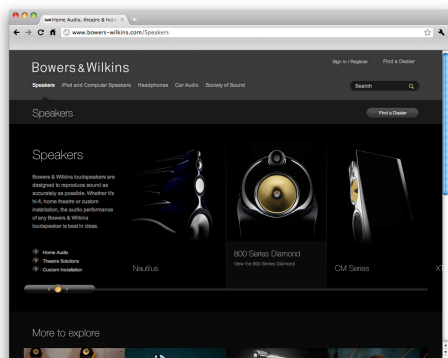 Home Audio, theatre & hidd
www.bowers-wilkins.com/Speakers
Bowers & Wilkins
Sign In / Register
Find a Dealer
Speakers
iPod and Computer Speakers
Headphones
Car Audio
Society of Sound
Search
Speakers
Find a Dealer
Speakers
Bowers & Wilkins loudspeakers are
designed to reproduce sound as
accurately as possible. Whether it's
hi-fi, home theatre or custom
installation, the audio performance
of any Bowers & Wilkins
loudspeaker is best in class.
Home Audio
Theatre Solutions
Custom Installation
Nautilus
800 Series Diamond
View the 800 Series Diamond
CM Series
XT
More to explore